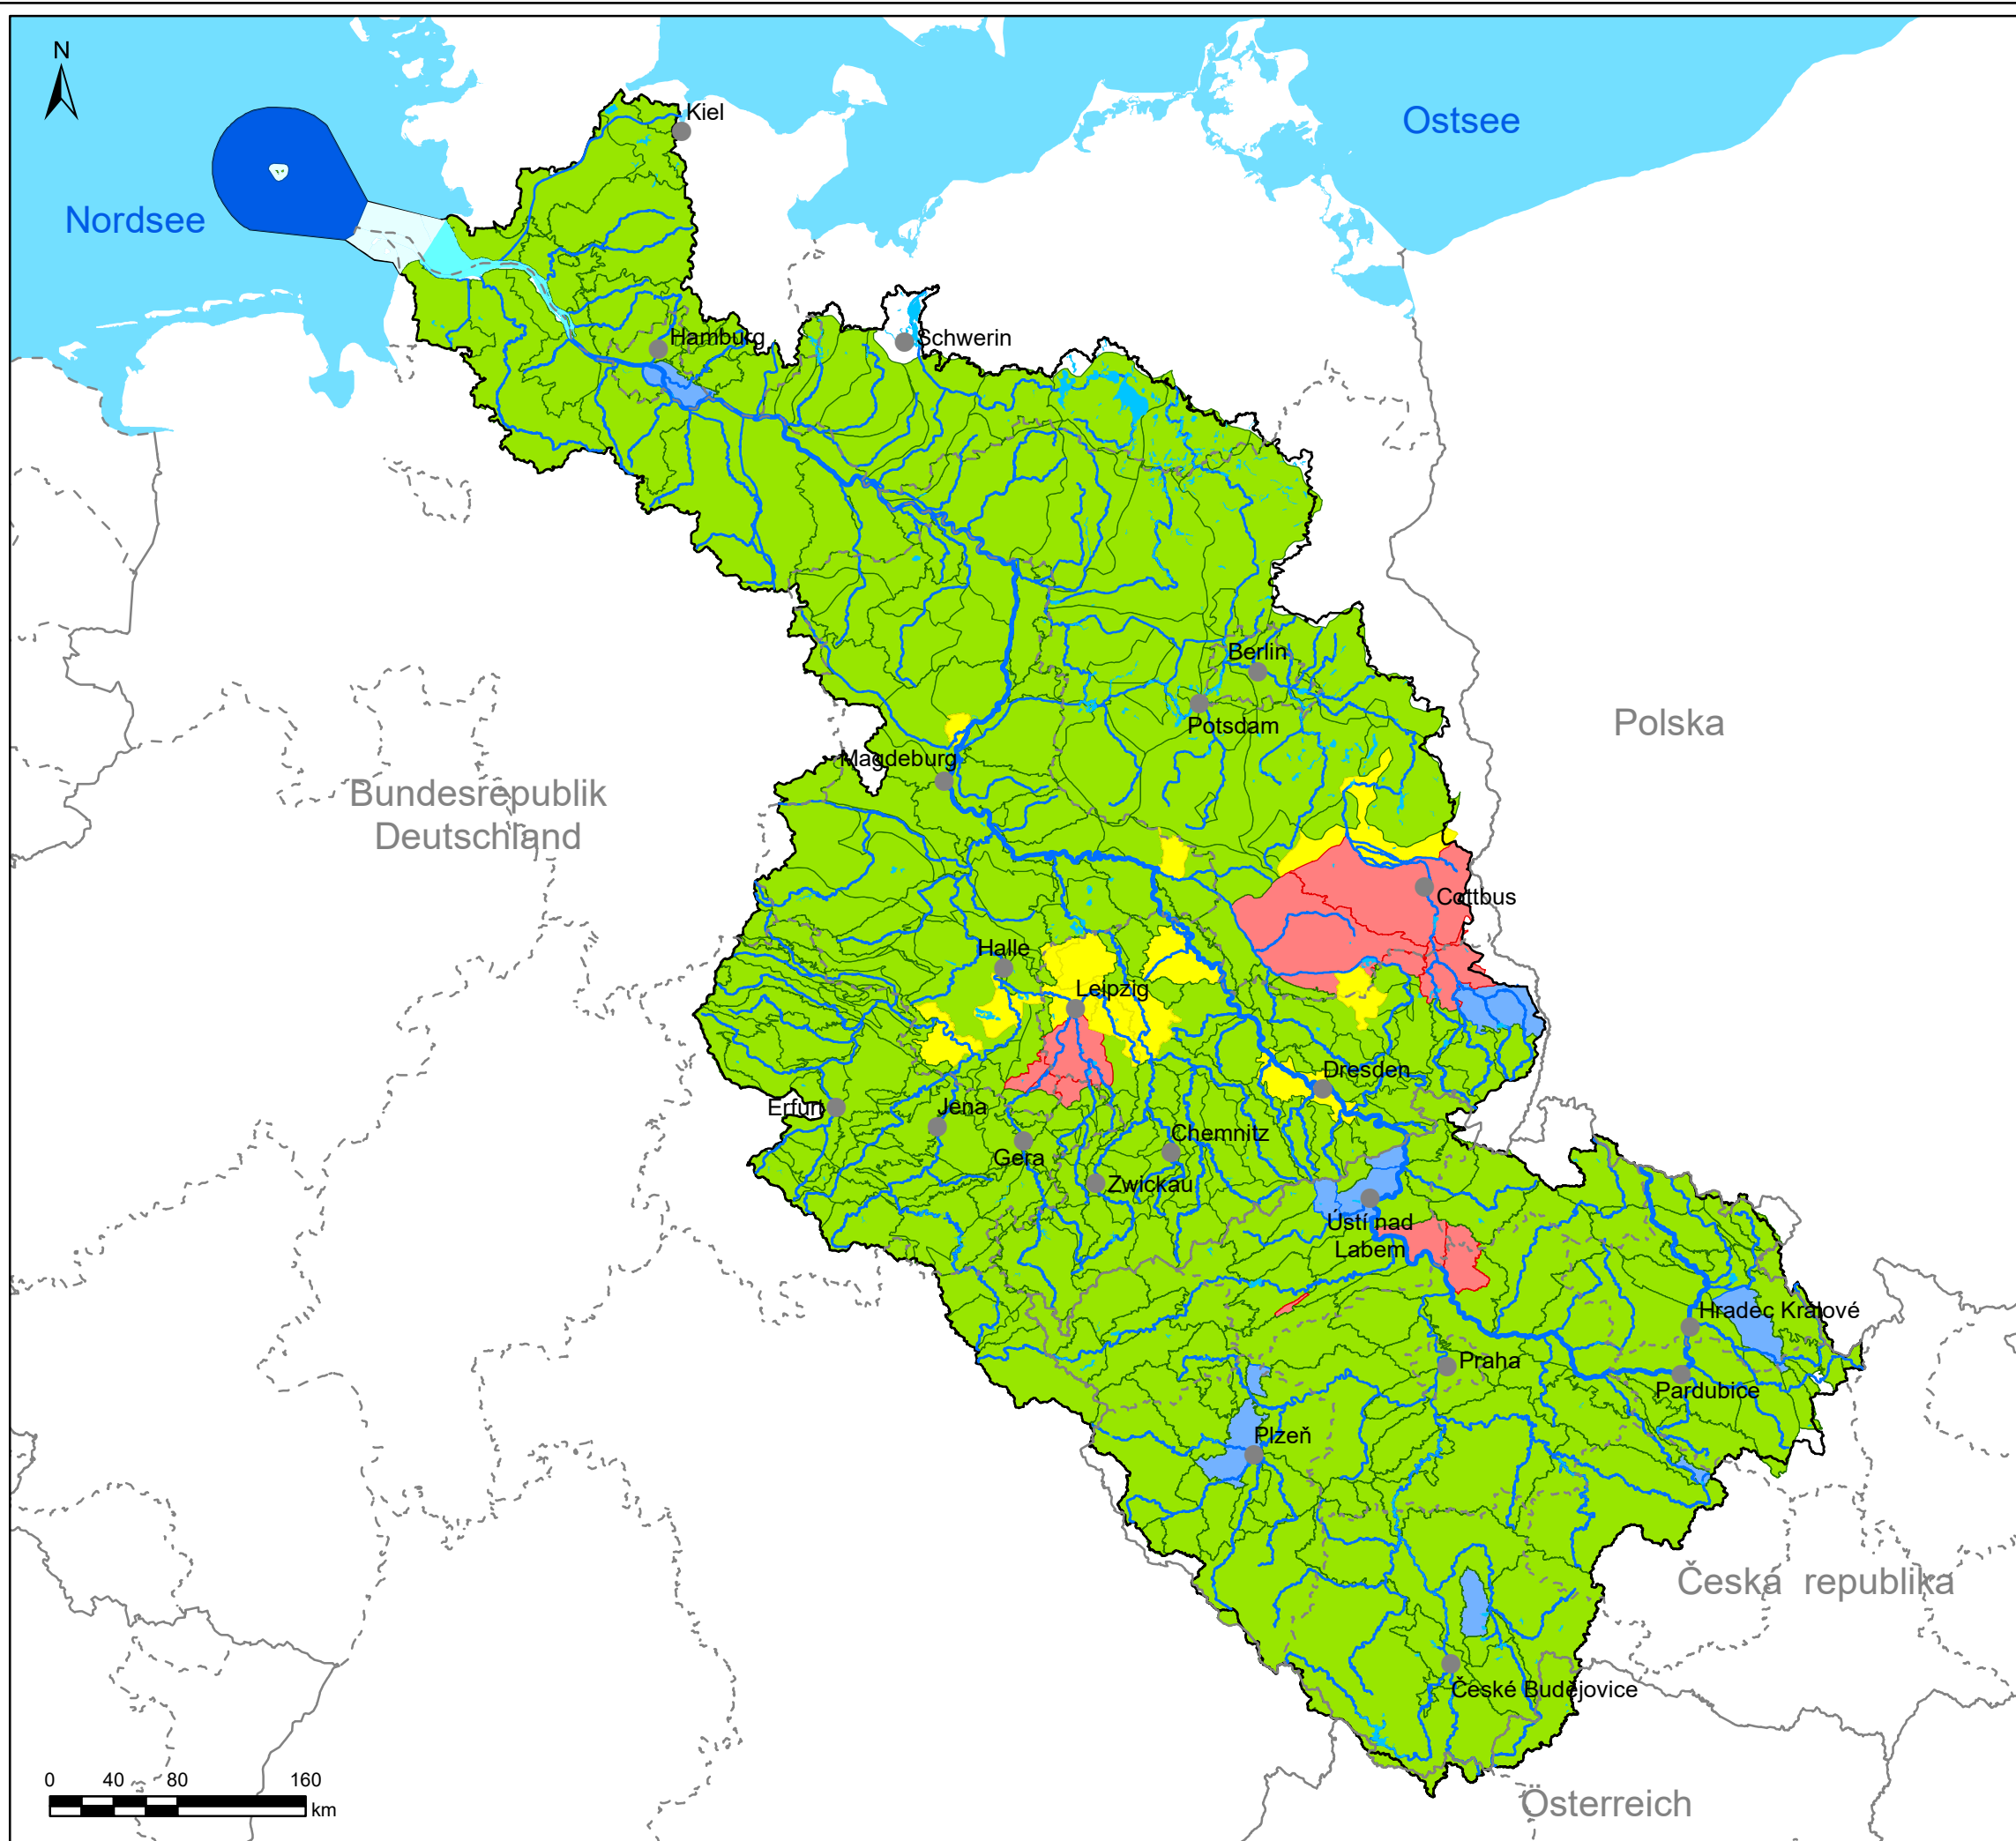 N
Kiel
Ostsee
Nordsee
Hamburg
Schwerin
Berlin
Polska
Potsdam
Magdeburg
Bundesrepublik
Deutschland
Cottbus
Halle
Leipzig
Dresden
Erfurt
Jena
Chemnitz
Gera
Zwickau
Ústí nad
Labem
Hradec Králové
Praha
Pardubice
Plzeň
Česká republika
České Budějovice
0 40 80 160
km
Österreich